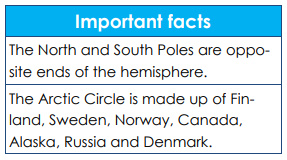 Important facts
The North and South Poles are oppo-
site ends of the hemisphere.
The Arctic Circle is made up of Fin-
land, Sweden, Norway, Canada,
Alaska, Russia and Denmark.